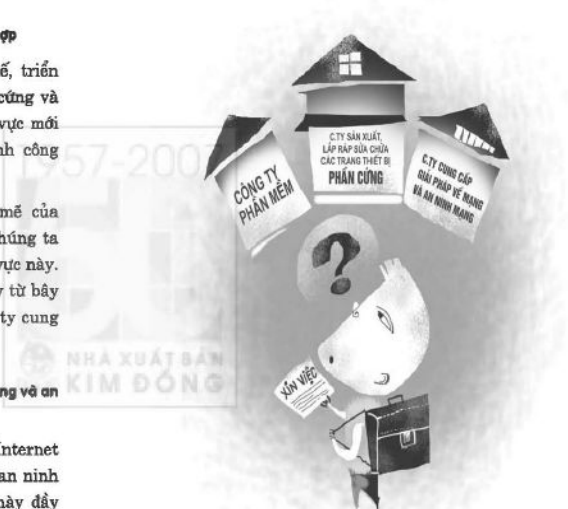 ợp
ế, triển
cứng và
vực mới
nh công
mẽ của
húng ta
vực này.
y từ bây
ty cung
ng và an
Internet
an ninh
này đầy
1957 2007
NHÀ XUẤT BẢN
KIM ĐỒNG
CÔNG TY
PHẦN MỀM
C.TY SẢN XUẤT,
LẮP RÁP SỬA CHỮA
CÁC TRANG THIẾT BỊ
PHẦN CỨNG
C.TY CUNG CẤP
GIẢI PHÁP VỀ MẠNG
VÀ AN NINH MẠNG
?
XIN VIỆC